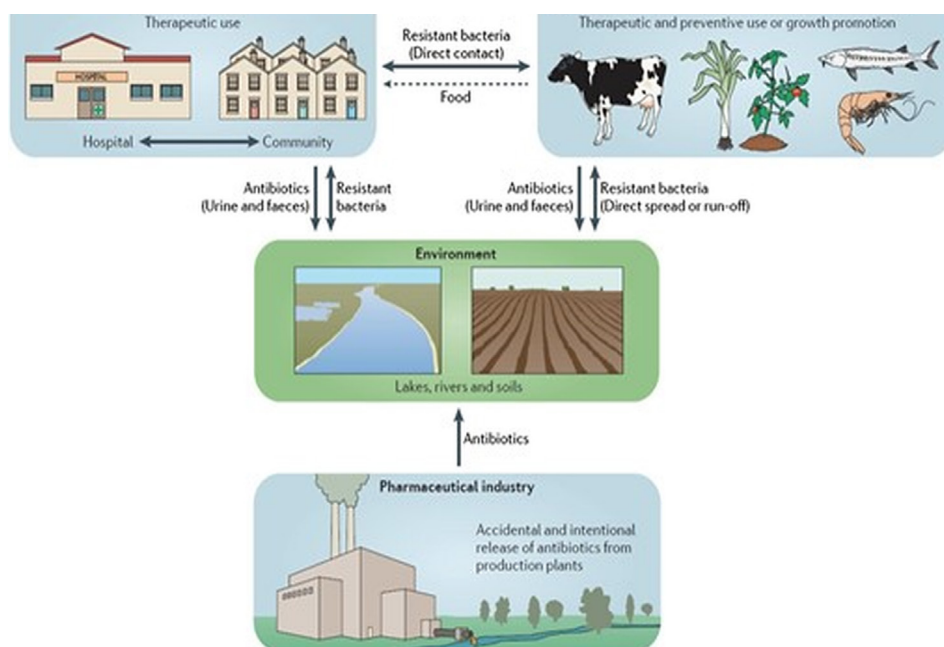 Therapeutic use
Therapeutic and preventive use or growth promotion
Resistant bacteria
(Direct contact)
Food
HOSPITAL
Hospital
Community
Antibiotics
(Urine and faeces)
Resistant
bacteria
Antibiotics
(Urine and faeces)
Resistant bacteria
(Direct spread or run-off)
Environment
Lakes, rivers and soils
Antibiotics
Pharmaceutical industry
Accidental and intentional
release of antibiotics from
production plants